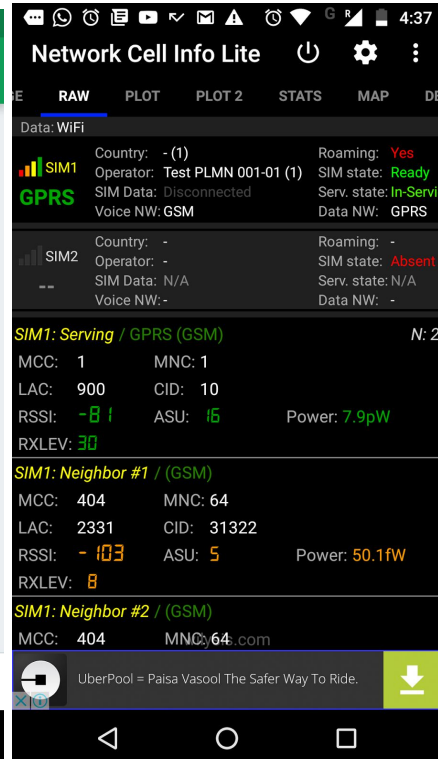 G R 4:37
Network Cell Info Lite
GE RAW PLOT PLOT 2 STATS MAP DE
Data: WiFi
SIM1
GPRS
Country: - (1) Roaming: Yes
Operator: Test PLMN 001-01 (1) SIM state: Ready
SIM Data: Disconnected Serv. state: In-Servi
Voice NW: GSM Data NW: GPRS
SIM2
--
Country: - Roaming: -
Operator: - SIM state: Absent
SIM Data: N/A Serv. state: N/A
Voice NW: - Data NW: -
SIM1: Serving / GPRS (GSM) N: 2
MCC: 1 MNC: 1
LAC: 900 CID: 10
RSSI: -81 ASU: 16 Power: 7.9pW
RXLEV: 30
SIM1: Neighbor #1 / (GSM)
MCC: 404 MNC: 64
LAC: 2331 CID: 31322
RSSI: -103 ASU: 5 Power: 50.1fW
RXLEV: 8
SIM1: Neighbor #2 / (GSM)
MCC: 404 MNC: 64
UberPool = Paisa Vasool The Safer Way To Ride.